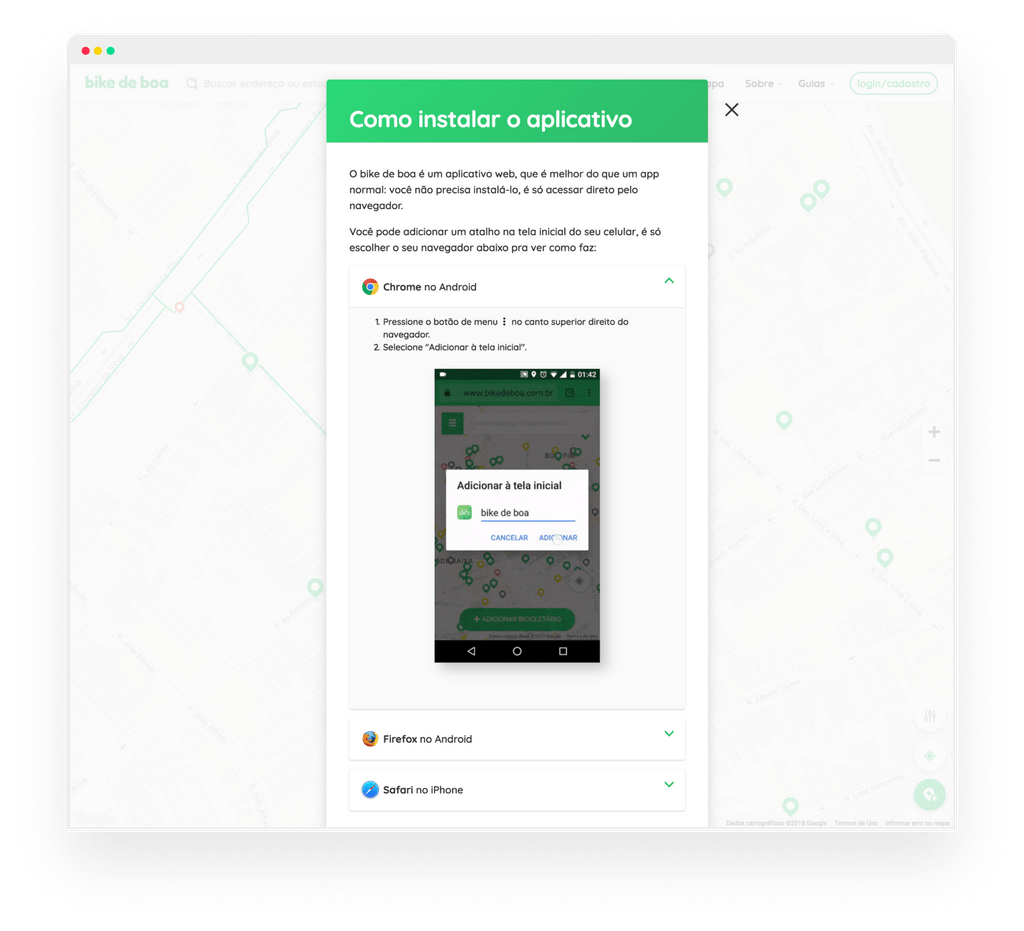 bike de boa
Buscar endereço ou esta
apa
Sobre
Guias
login/cadastro
Como instalar o aplicativo
O bike de boa é um aplicativo web, que é melhor do que um app
normal: você não precisa instalá-lo, é só acessar direto pelo
navegador.
Você pode adicionar um atalho na tela inicial do seu celular, é só
escolher o seu navegador abaixo pra ver como faz:
Chrome no Android
1. Pressione o botão de menu ⋮ no canto superior direito do
navegador.
2. Selecione "Adicionar à tela inicial".
01:42
www.bikedeboa.com.br
Adicionar à tela inicial
bike de boa
CANCELAR
ADICIONAR
+ ADICIONAR BICICLETÁRIO
Firefox no Android
Safari no iPhone
Dados cartográficos ©2018 Google
Termos de Uso
Informar erro no mapa